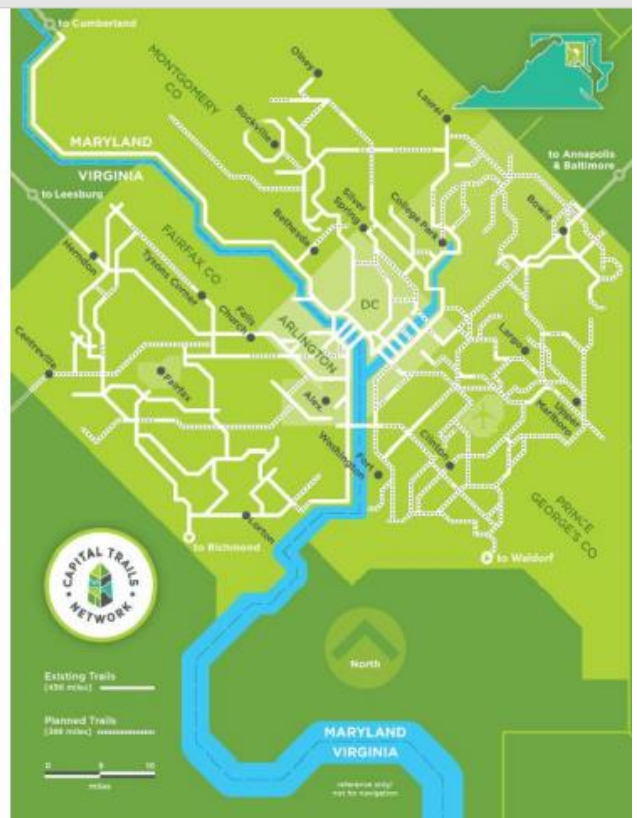 to Cumberland
MONTGOMERY
CO
Olney
Rockville
Laurel
MARYLAND
VIRGINIA
to Annapolis
& Baltimore
to Leesburg
Silver
Spring
College Park
Bowie
Bethesda
FAIRFAX CO
Herndon
Tysons Corner
DC
Falls
Church
ARLINGTON
Largo
Centreville
Fairfax
Alex.
Upper
Marlboro
Fort
Washington
Clinton
PRINCE
GEORGE'S CO
Lorton
to Richmond
to Waldorf
CAPITAL TRAILS
NETWORK
North
Existing Trails
Planned Trails
MARYLAND
VIRGINIA
0
10
miles
reference only/
not for navigation